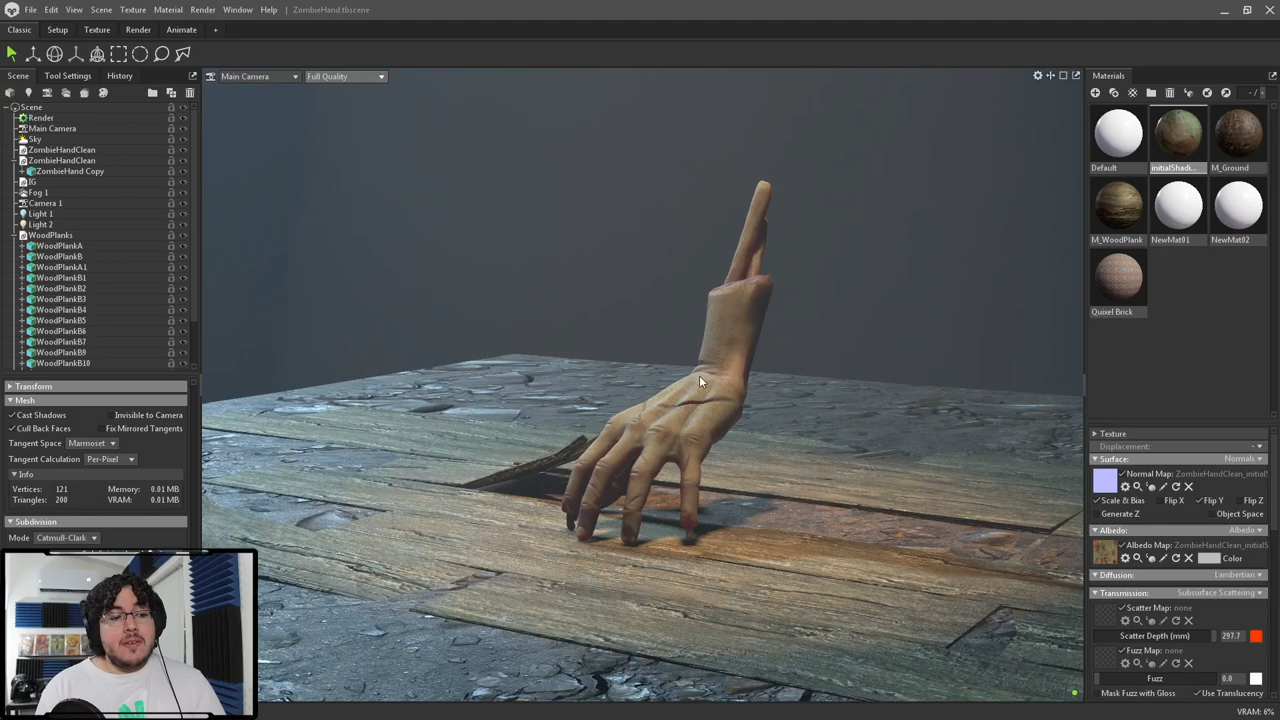 File Edit View Scene Texture Material Render Window Help ZombieHand.tbscene
Classic Setup Texture Render Animate +
Scene Tool Settings History
Main Camera Full Quality
Materials
Scene
Render
Main Camera
Sky
ZombieHandClean
ZombieHandClean
ZombieHand Copy
IG
Fog 1
Camera 1
Light 1
Light 2
WoodPlanks
WoodPlankA
WoodPlankB
WoodPlankA1
WoodPlankB1
WoodPlankB2
WoodPlankB3
WoodPlankB4
WoodPlankB5
WoodPlankB6
WoodPlankB7
WoodPlankB9
WoodPlankB10
Transform
Mesh
Cast Shadows Invisible to Camera
Cull Back Faces Fix Mirrored Tangents
Tangent Space Marmoset
Tangent Calculation Per-Pixel
Info
Vertices: 121 Memory: 0.01 MB
Triangles: 200 VRAM: 0.01 MB
Subdivision
Mode Catmull-Clark
Default initialShadi... M_Ground
M_WoodPlank NewMat01 NewMat02
Quixel Brick
Texture
Displacement:
Surface: Normals
Normal Map: ZombieHandClean_initialS
Scale & Bias Flip X Flip Y Flip Z
Generate Z Object Space
Albedo: Albedo
Albedo Map: ZombieHandClean_initialS
Color
Diffusion: Lambertian
Transmission: Subsurface Scattering
Scatter Map: none
Scatter Depth (mm) 297.7
Fuzz Map: none
Fuzz 0.0
Mask Fuzz with Gloss Use Translucency
VRAM: 6%